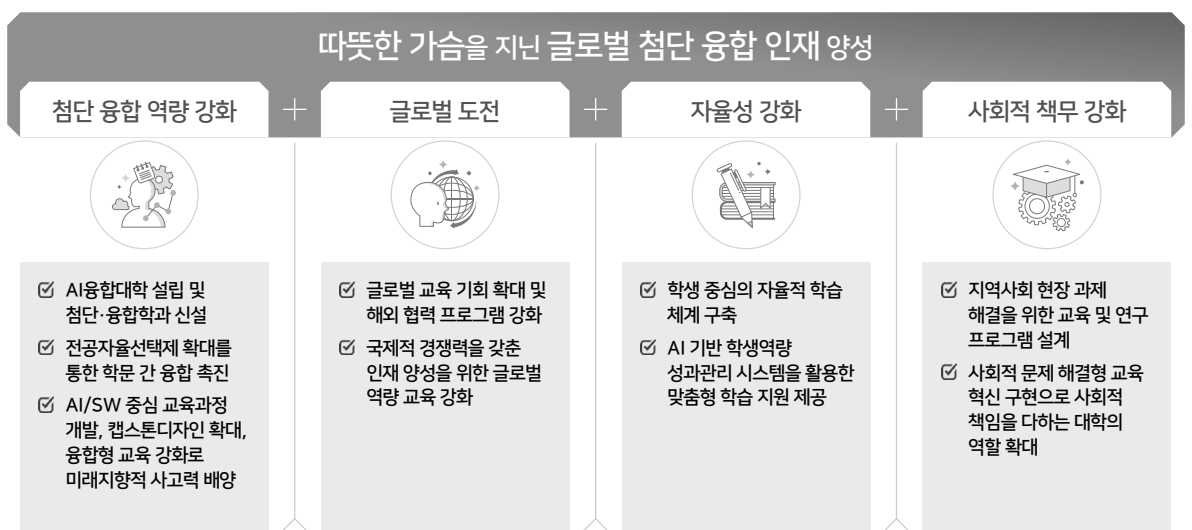 따뜻한 가슴을 지닌 글로벌 첨단 융합 인재 양성
첨단 융합 역량 강화
글로벌 도전
자율성 강화
사회적 책무 강화
AI융합대학 설립 및
첨단·융합학과 신설
전공자율선택제 확대를
통한 학문 간 융합 촉진
AI/SW 중심 교육과정
개발, 캡스톤디자인 확대,
융합형 교육 강화로
미래지향적 사고력 배양
글로벌 교육 기회 확대 및
해외 협력 프로그램 강화
국제적 경쟁력을 갖춘
인재 양성을 위한 글로벌
역량 교육 강화
학생 중심의 자율적 학습
체계 구축
AI 기반 학생역량
성과관리 시스템을 활용한
맞춤형 학습 지원 제공
지역사회 현장 과제
해결을 위한 교육 및 연구
프로그램 설계
사회적 문제 해결형 교육
혁신 구현으로 사회적
책임을 다하는 대학의
역할 확대